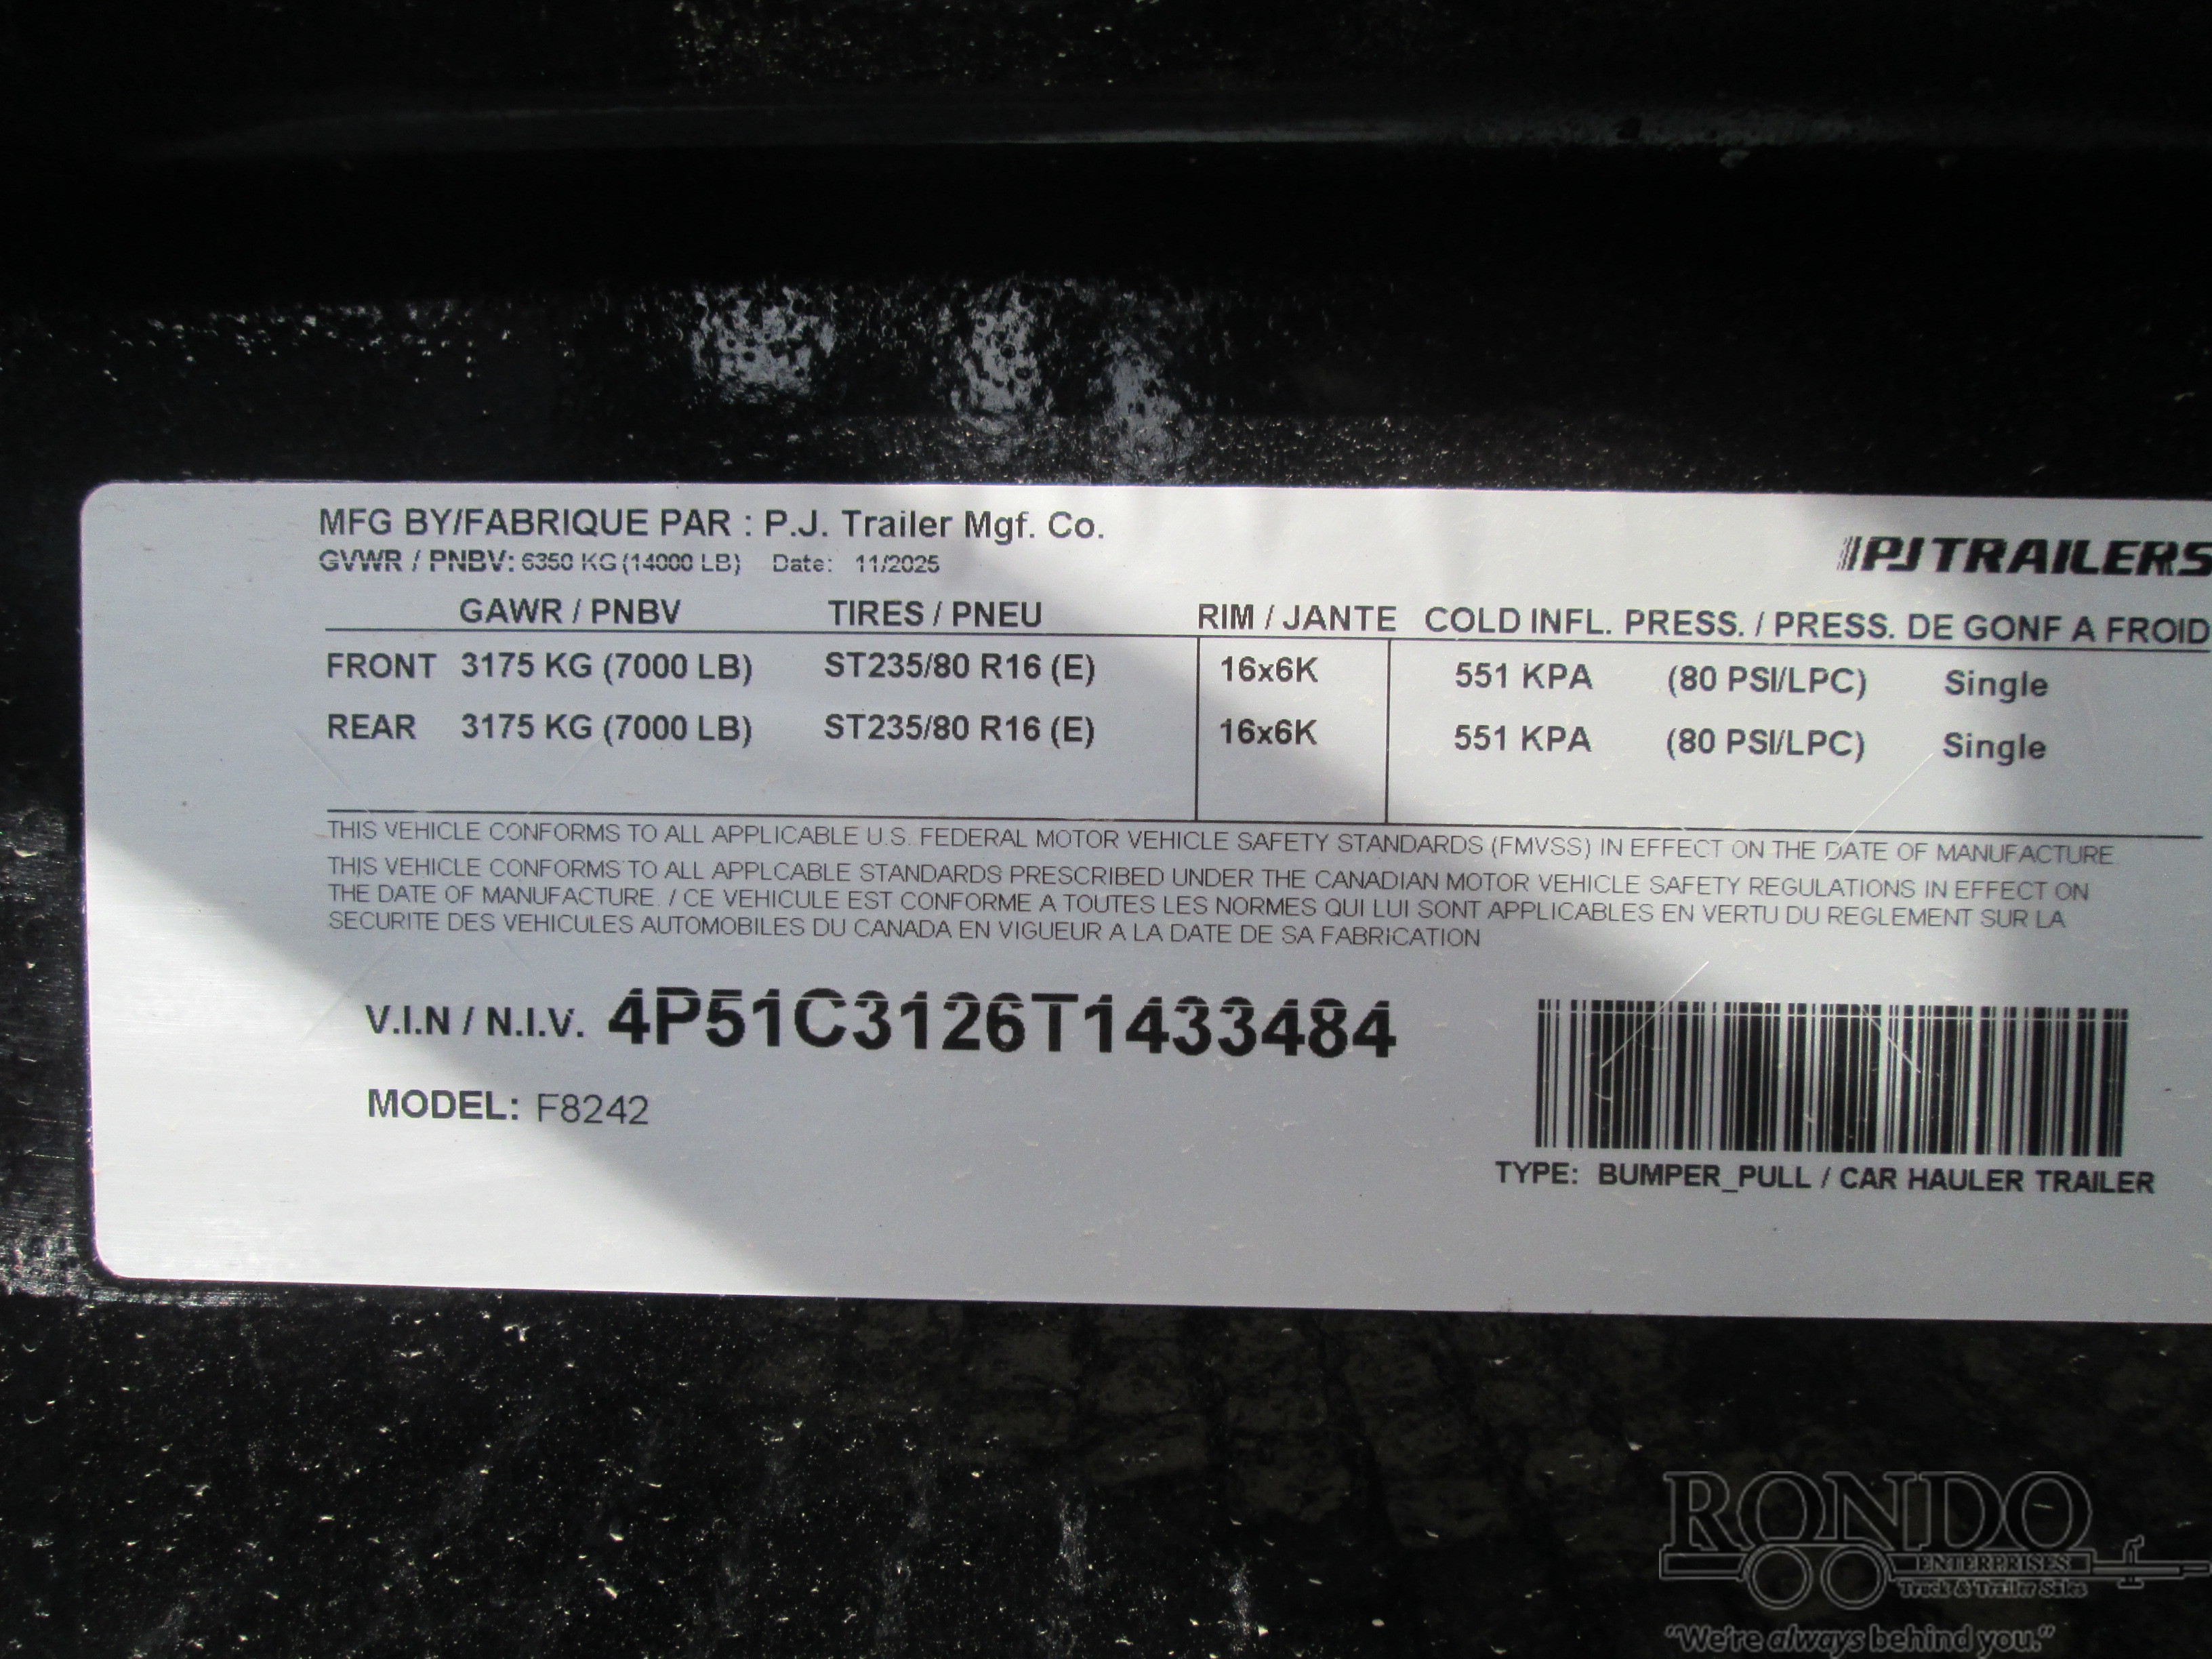 MFG BY/FABRIQUE PAR : P.J. Trailer Mgf. Co.
GVWR / PNBV: 6350 KG (14000 LB) Date: 11/2025
PJ TRAILERS
GAWR / PNBV TIRES / PNEU RIM / JANTE COLD INFL. PRESS. / PRESS. DE GONF A FROID
FRONT 3175 KG (7000 LB) ST235/80 R16 (E) 16x6K 551 KPA (80 PSI/LPC) Single
REAR 3175 KG (7000 LB) ST235/80 R16 (E) 16x6K 551 KPA (80 PSI/LPC) Single
THIS VEHICLE CONFORMS TO ALL APPLICABLE U.S. FEDERAL MOTOR VEHICLE SAFETY STANDARDS (FMVSS) IN EFFECT ON THE DATE OF MANUFACTURE
THIS VEHICLE CONFORMS TO ALL APPLCABLE STANDARDS PRESCRIBED UNDER THE CANADIAN MOTOR VEHICLE SAFETY REGULATIONS IN EFFECT ON
THE DATE OF MANUFACTURE. / CE VEHICULE EST CONFORME A TOUTES LES NORMES QUI LUI SONT APPLICABLES EN VERTU DU REGLEMENT SUR LA
SECURITE DES VEHICULES AUTOMOBILES DU CANADA EN VIGUEUR A LA DATE DE SA FABRICATION
V.I.N / N.I.V. 4P51C3126T1433484
MODEL: F8242
TYPE: BUMPER_PULL / CAR HAULER TRAILER
RONDO
ENTERPRISES
Truck & Trailer Sales
"We're always behind you."